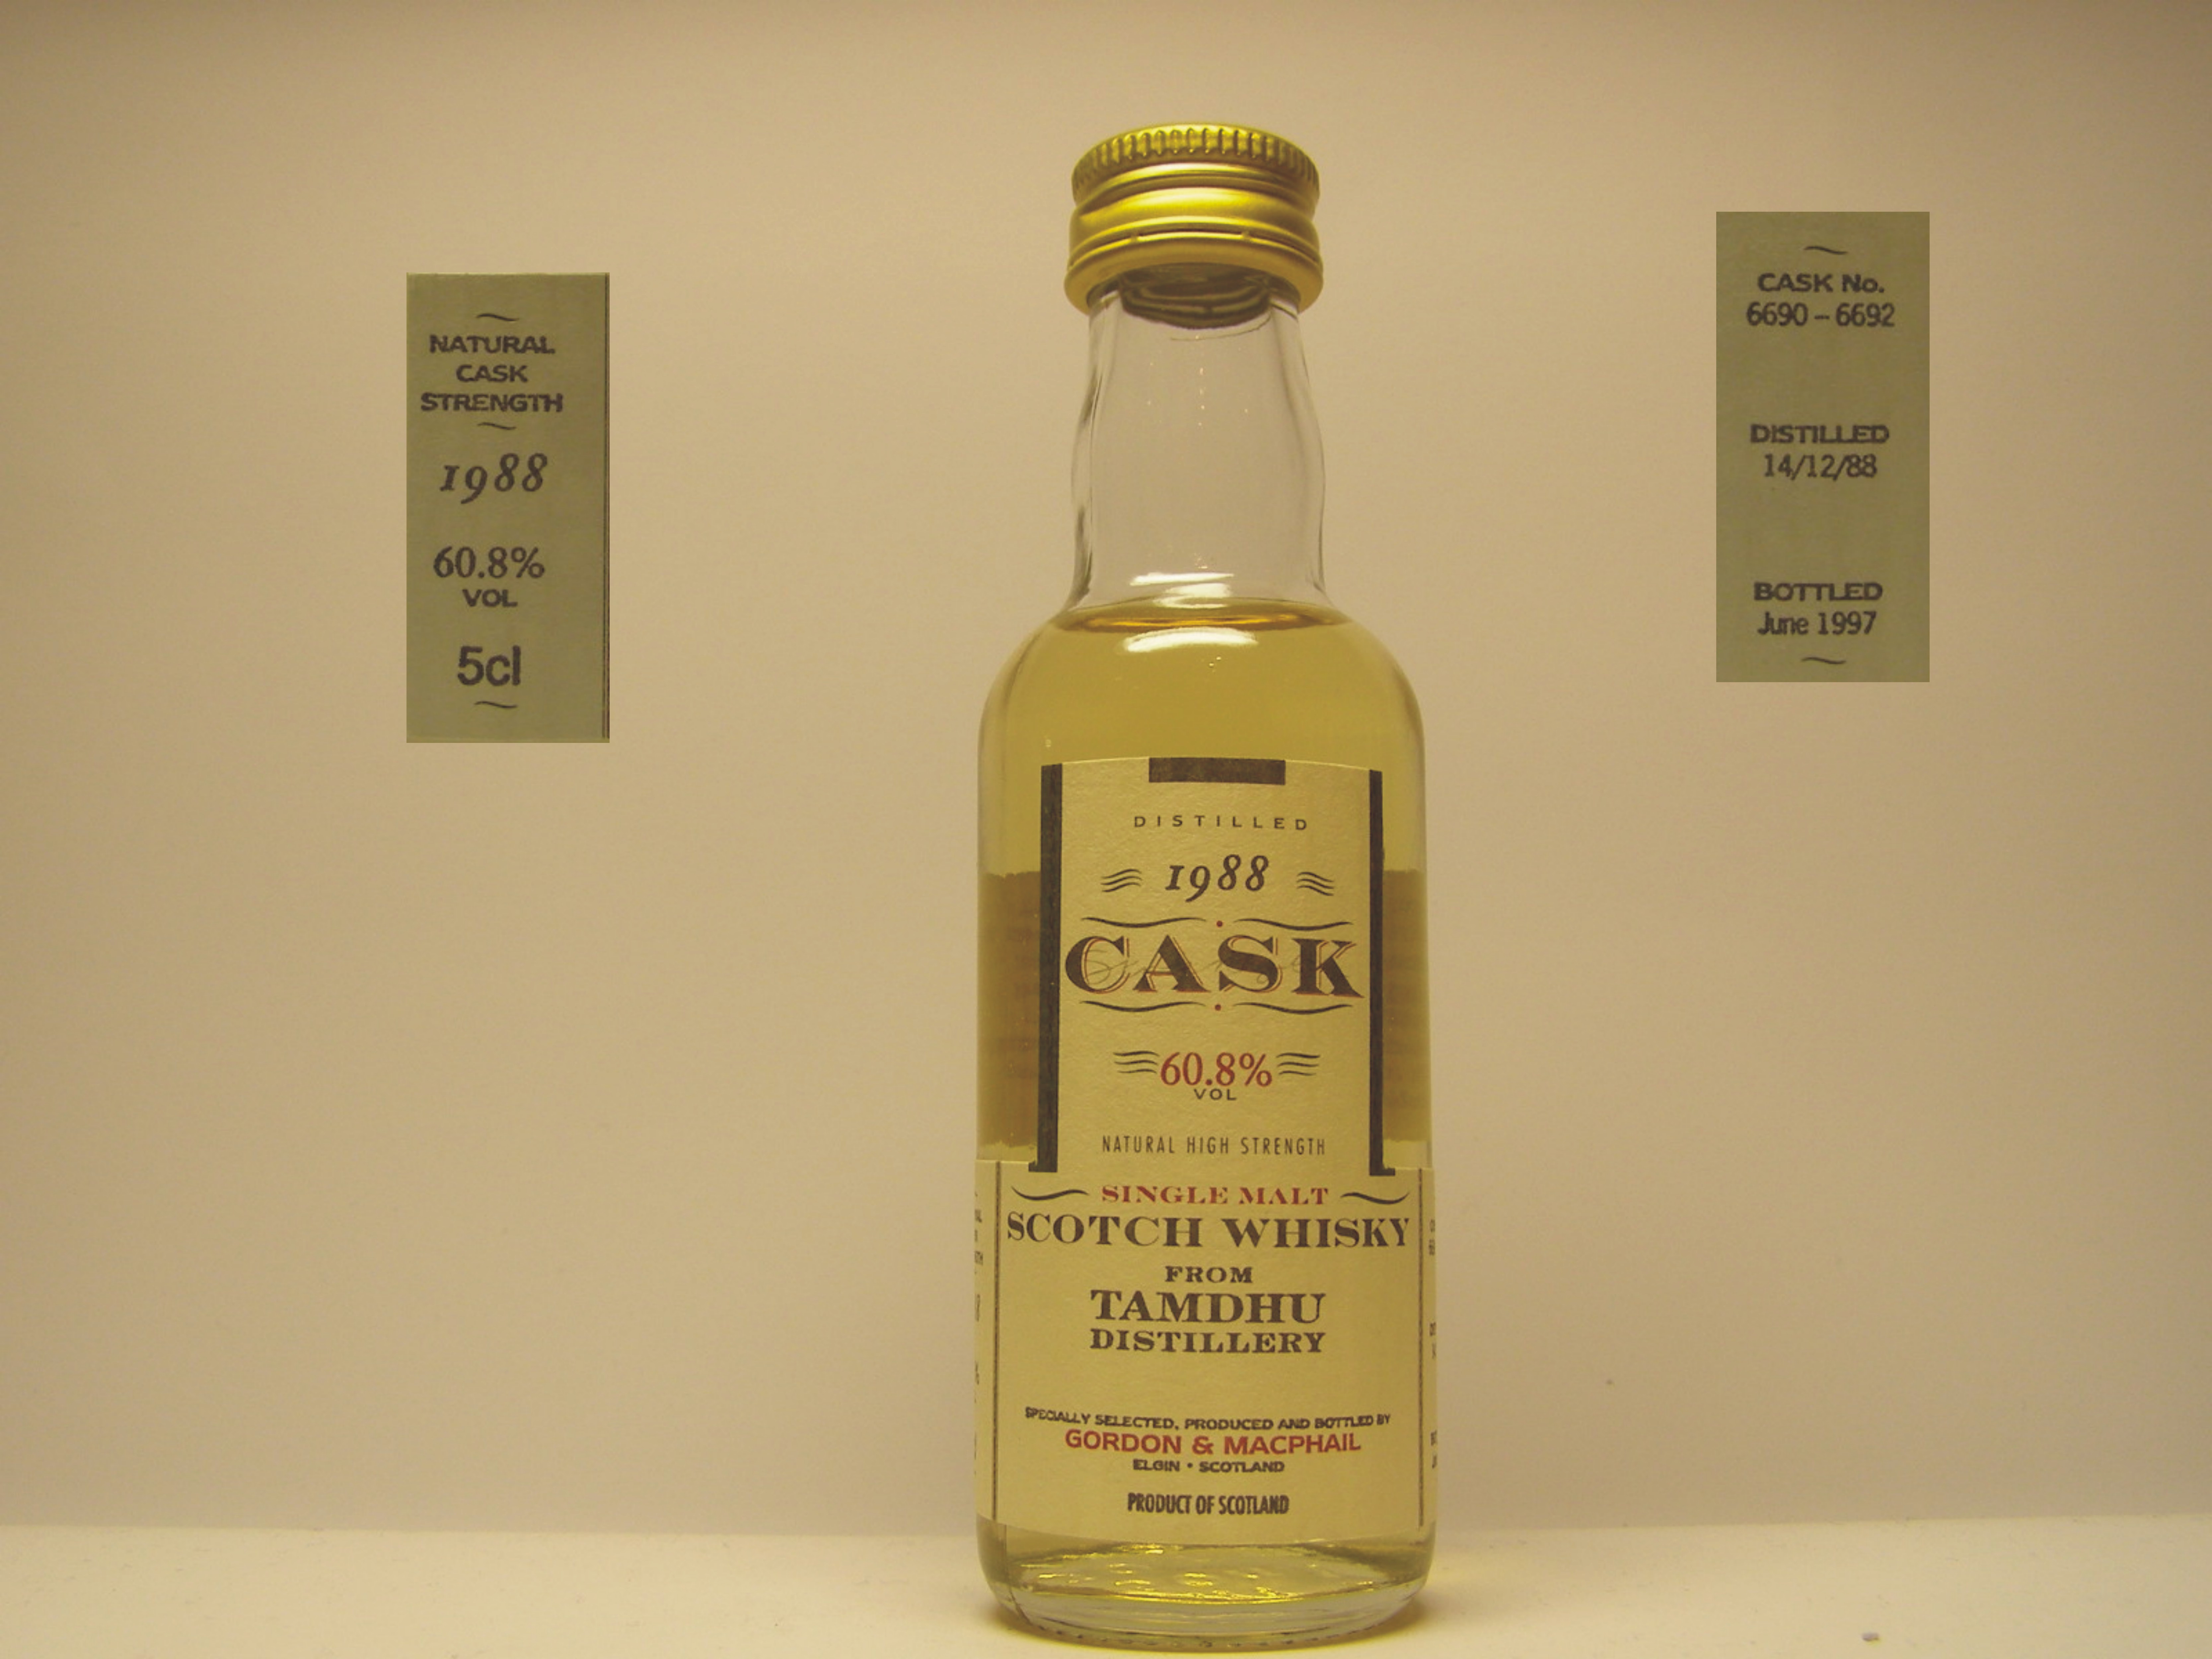 NATURAL
CASK
STRENGTH
1988
60.8%
VOL
5cl
CASK No.
6690 – 6692
DISTILLED
14/12/88
BOTTLED
June 1997
DISTILLED
1988
CASK
60.8%
VOL
NATURAL HIGH STRENGTH
SINGLE MALT
SCOTCH WHISKY
FROM
TAMDHU
DISTILLERY
SPECIALLY SELECTED, PRODUCED AND BOTTLED BY
GORDON & MACPHAIL
ELGIN • SCOTLAND
PRODUCT OF SCOTLAND